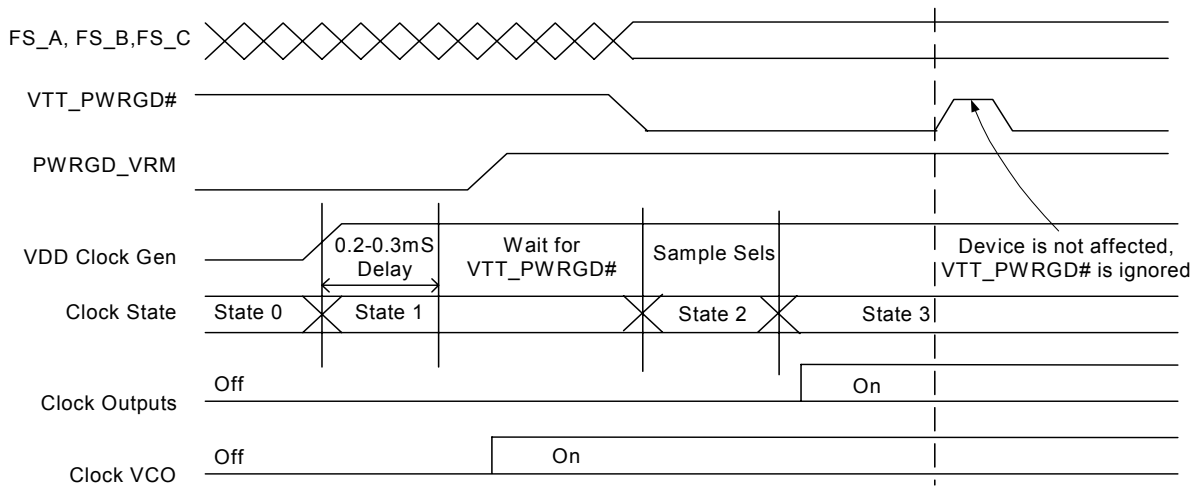 FS_A, FS_B,FS_C
VTT_PWRGD#
PWRGD_VRM
VDD Clock Gen
0.2-0.3mS
Delay
Wait for
VTT_PWRGD#
Sample Sels
Device is not affected,
VTT_PWRGD# is ignored
Clock State
State 0
State 1
State 2
State 3
Clock Outputs
Off
On
Clock VCO
Off
On